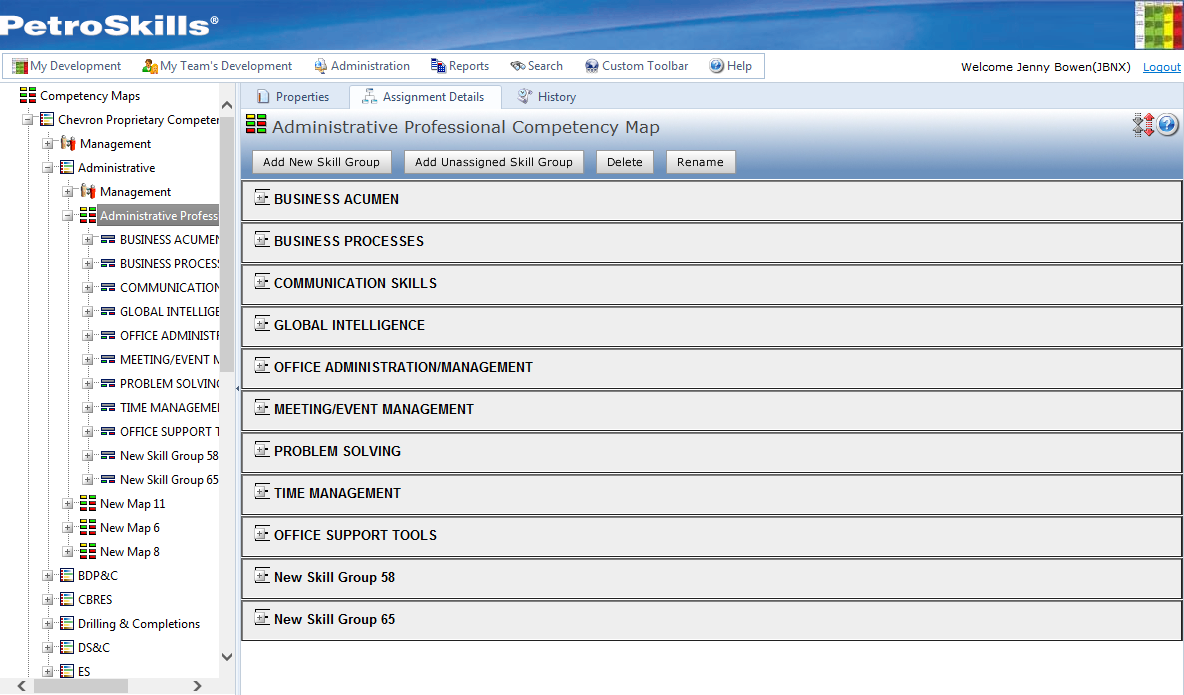 PetroSkills®
My Development My Team's Development Administration Reports Search Custom Toolbar Help
Welcome Jenny Bowen(JBNX) Logout
Competency Maps
Chevron Proprietary Competer
Management
Administrative
Management
Administrative Profess
BUSINESS ACUMEN
BUSINESS PROCESS
COMMUNICATION
GLOBAL INTELLIGE
OFFICE ADMINISTR
MEETING/EVENT M
PROBLEM SOLVING
TIME MANAGEMEN
OFFICE SUPPORT T
New Skill Group 58
New Skill Group 65
New Map 11
New Map 6
New Map 8
BDP&C
CBRES
Drilling & Completions
DS&C
ES
Properties Assignment Details History
Administrative Professional Competency Map
Add New Skill Group Add Unassigned Skill Group Delete Rename
BUSINESS ACUMEN
BUSINESS PROCESSES
COMMUNICATION SKILLS
GLOBAL INTELLIGENCE
OFFICE ADMINISTRATION/MANAGEMENT
MEETING/EVENT MANAGEMENT
PROBLEM SOLVING
TIME MANAGEMENT
OFFICE SUPPORT TOOLS
New Skill Group 58
New Skill Group 65